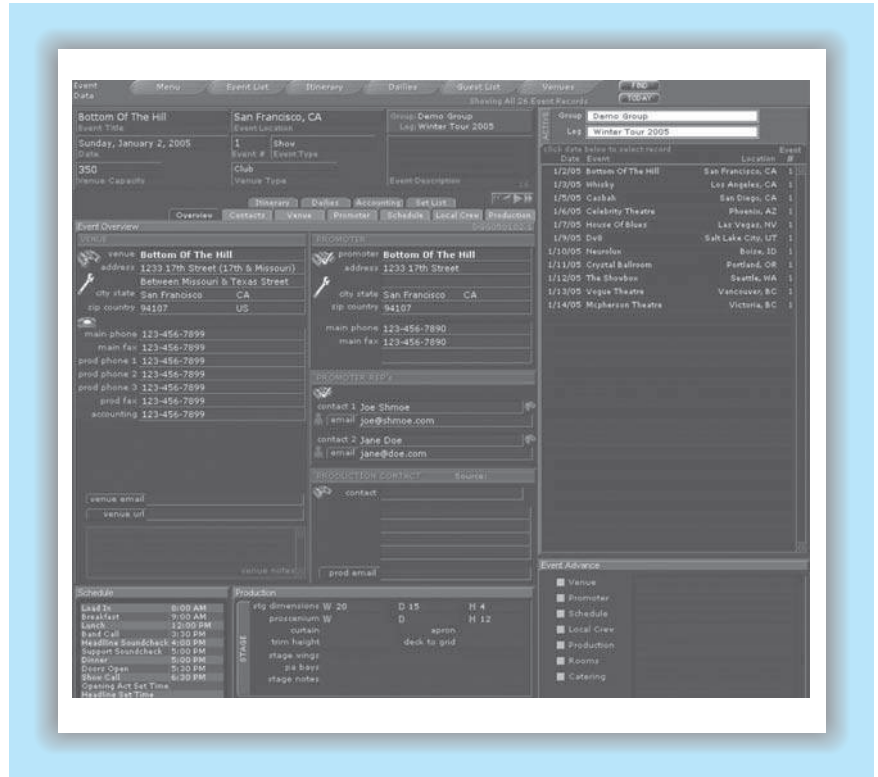 Event Data
Menu
Event List
Itinerary
Dailies
Guest List
Venues
FIND
TODAY
Showing All 26 Event Records
Bottom Of The Hill
Event Title
San Francisco, CA
Event Location
Group: Demo Group
Leg: Winter Tour 2005
Sunday, January 2, 2005
Date
1 Show
Event # Event Type
350
Venue Capacity
Club
Venue Type
Event Description
ACTIVE
Group Demo Group
Leg Winter Tour 2005
click date below to select record
Date Event Location Event #
1/2/05 Bottom Of The Hill San Francisco, CA 1
1/3/05 Whisky Los Angeles, CA 1
1/5/05 Casbah San Diego, CA 1
1/6/05 Celebrity Theatre Phoenix, AZ 1
1/7/05 House Of Blues Las Vegas, NV 1
1/9/05 Salt Lake City, UT 1
1/10/05 Neurolux Boise, ID 1
1/11/05 Crystal Ballroom Portland, OR 1
1/12/05 The Showbox Seattle, WA 1
1/13/05 Vogue Theatre Vancouver, BC 1
1/14/05 Mcpherson Theatre Victoria, BC 1
Itinerary Dailies Accounting Set List
Overview Contacts Venue Promoter Schedule Local Crew Production
Event Overview
VENUE
venue Bottom Of The Hill
address 1233 17th Street (17th & Missouri)
Between Missouri & Texas Street
city state San Francisco CA
zip country 94107 US
main phone 123-456-7899
main fax 123-456-7899
prod phone 1 123-456-7899
prod phone 2 123-456-7899
prod phone 3 123-456-7899
prod fax 123-456-7899
accounting 123-456-7899
venue email
venue url
venue notes
PROMOTER
promoter Bottom Of The Hill
address 1233 17th Street
city state San Francisco CA
zip country 94107
main phone 123-456-7890
main fax 123-456-7890
PROMOTER REP's
contact 1 Joe Shmoe
email joe@shmoe.com
contact 2 Jane Doe
email jane@doe.com
PRODUCTION CONTACT Source:
contact
prod email
Schedule
Load In 8:00 AM
Breakfast 9:00 AM
Lunch 12:00 PM
Band Call 3:30 PM
Headline Soundcheck 4:00 PM
Support Soundcheck 5:00 PM
Dinner 5:00 PM
Doors Open 5:30 PM
Show Call 6:30 PM
Opening Act Set Time
Headline Set Time
Production
STAGE
stg dimensions W 20 D 15 H 4
proscenium W D H 12
curtain apron
trim height deck to grid
stage wings
pa bays
stage notes
Event Advance
Venue
Promoter
Schedule
Local Crew
Production
Rooms
Catering